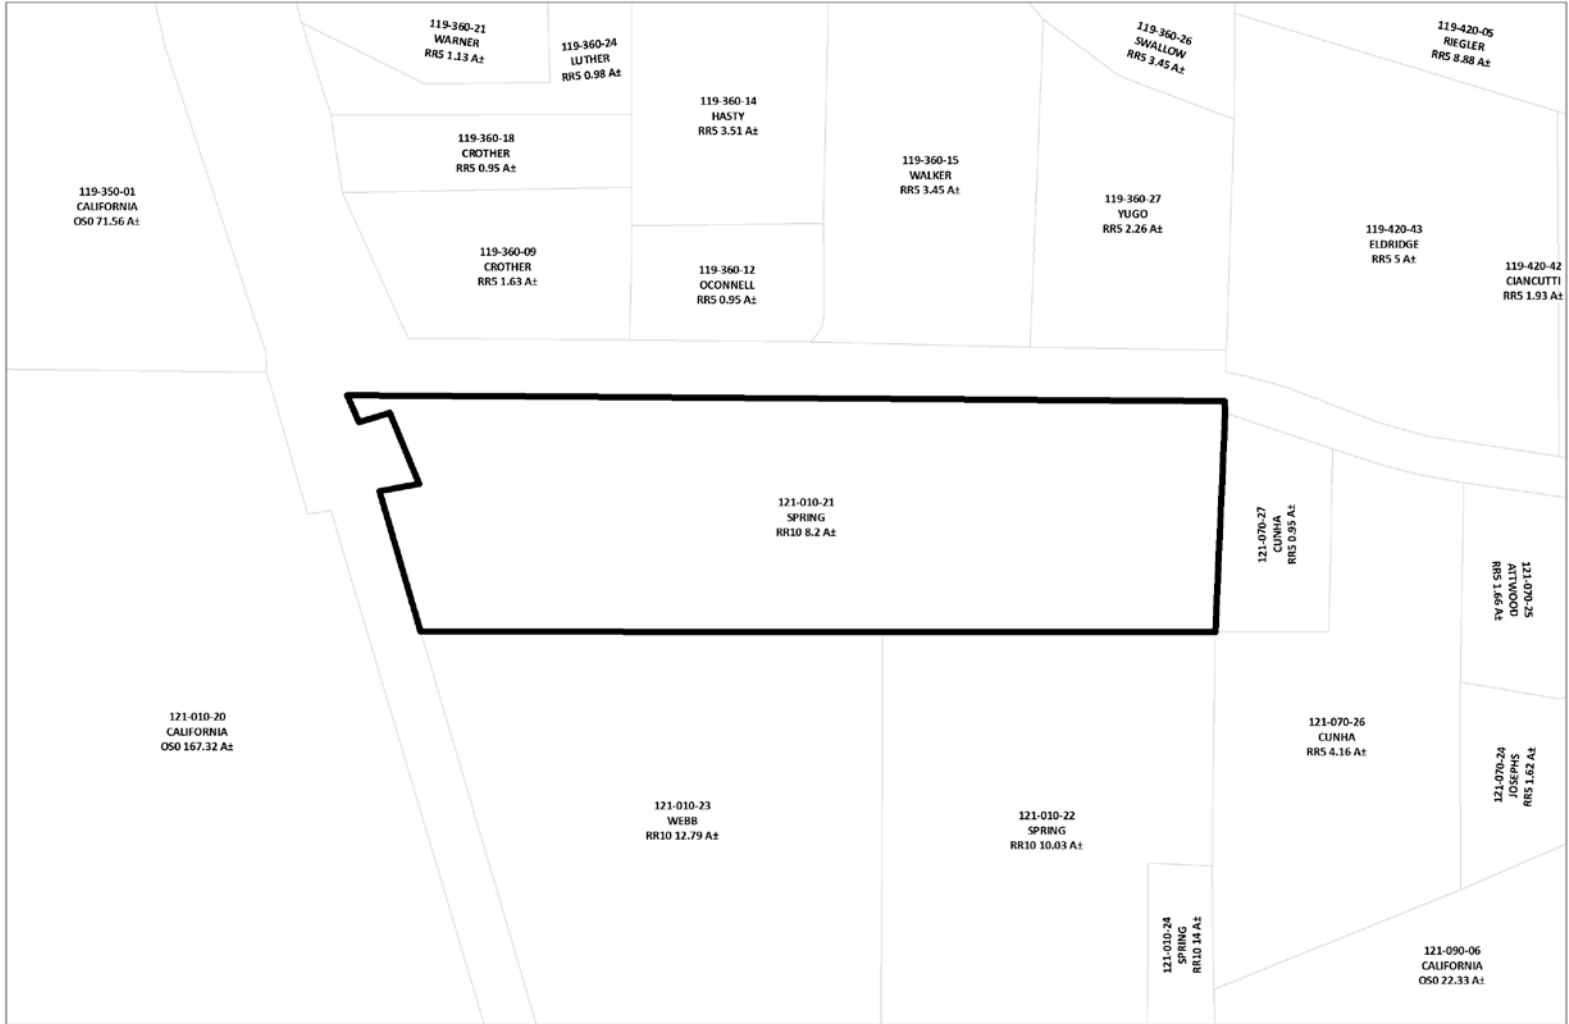 119-360-21
WARNER
RR5 1.13 A±
119-360-24
LUTHER
RR5 0.98 A±
119-360-26
SWALLOW
RR5 3.45 A±
119-420-05
RIEGLER
RR5 8.88 A±
119-360-14
HASTY
RR5 3.51 A±
119-360-18
CROTHER
RR5 0.95 A±
119-360-15
WALKER
RR5 3.45 A±
119-350-01
CALIFORNIA
OS0 71.56 A±
119-360-27
YUGO
RR5 2.26 A±
119-420-43
ELDRIDGE
RR5 5 A±
119-360-09
CROTHER
RR5 1.63 A±
119-360-12
OCONNELL
RR5 0.95 A±
119-420-42
CIANCUTTI
RR5 1.93 A±
121-010-21
SPRING
RR10 8.2 A±
121-070-27
CUNHA
RR5 0.95 A±
121-070-25
ATTWOOD
RR5 1.66 A±
121-010-20
CALIFORNIA
OS0 167.32 A±
121-070-26
CUNHA
RR5 4.16 A±
121-070-24
JOSEPHS
RR5 1.62 A±
121-010-23
WEBB
RR10 12.79 A±
121-010-22
SPRING
RR10 10.03 A±
121-010-24
SPRING
RR10 14 A±
121-090-06
CALIFORNIA
OS0 22.33 A±